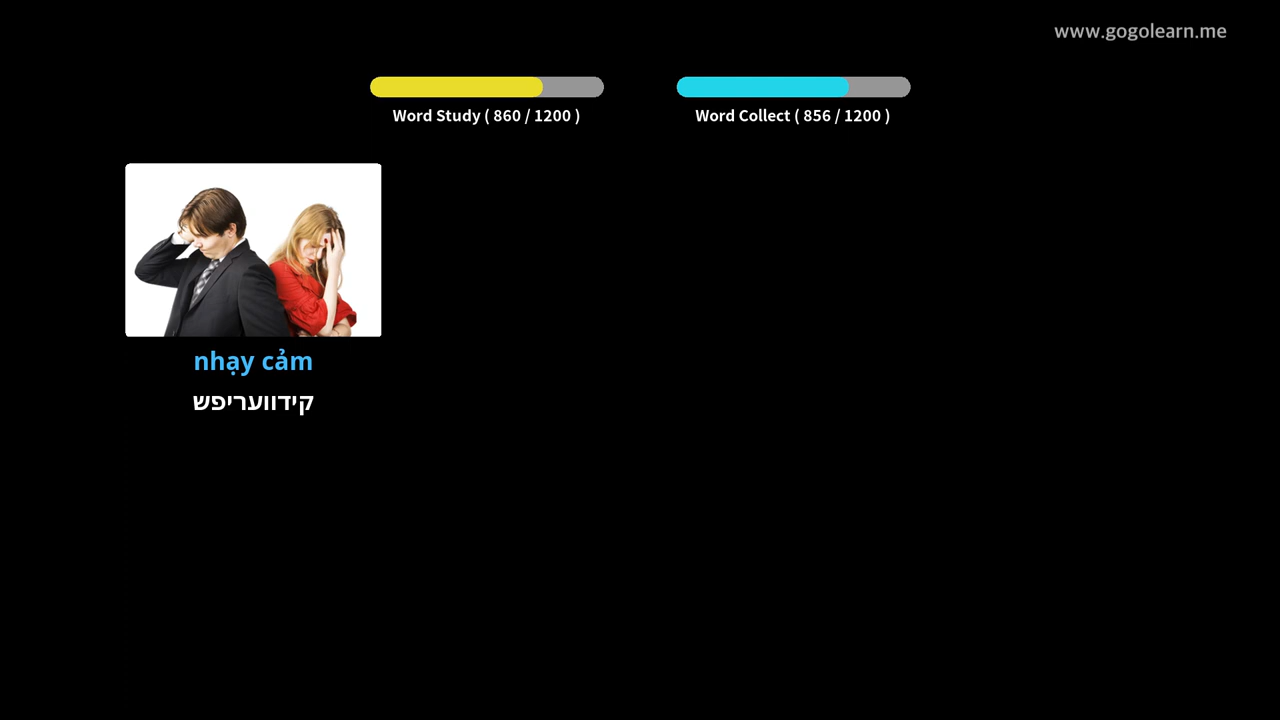 www.gogolearn.me
Word Study ( 860 / 1200 )
Word Collect ( 856 / 1200 )
nhạy cảm
קידוועריפש